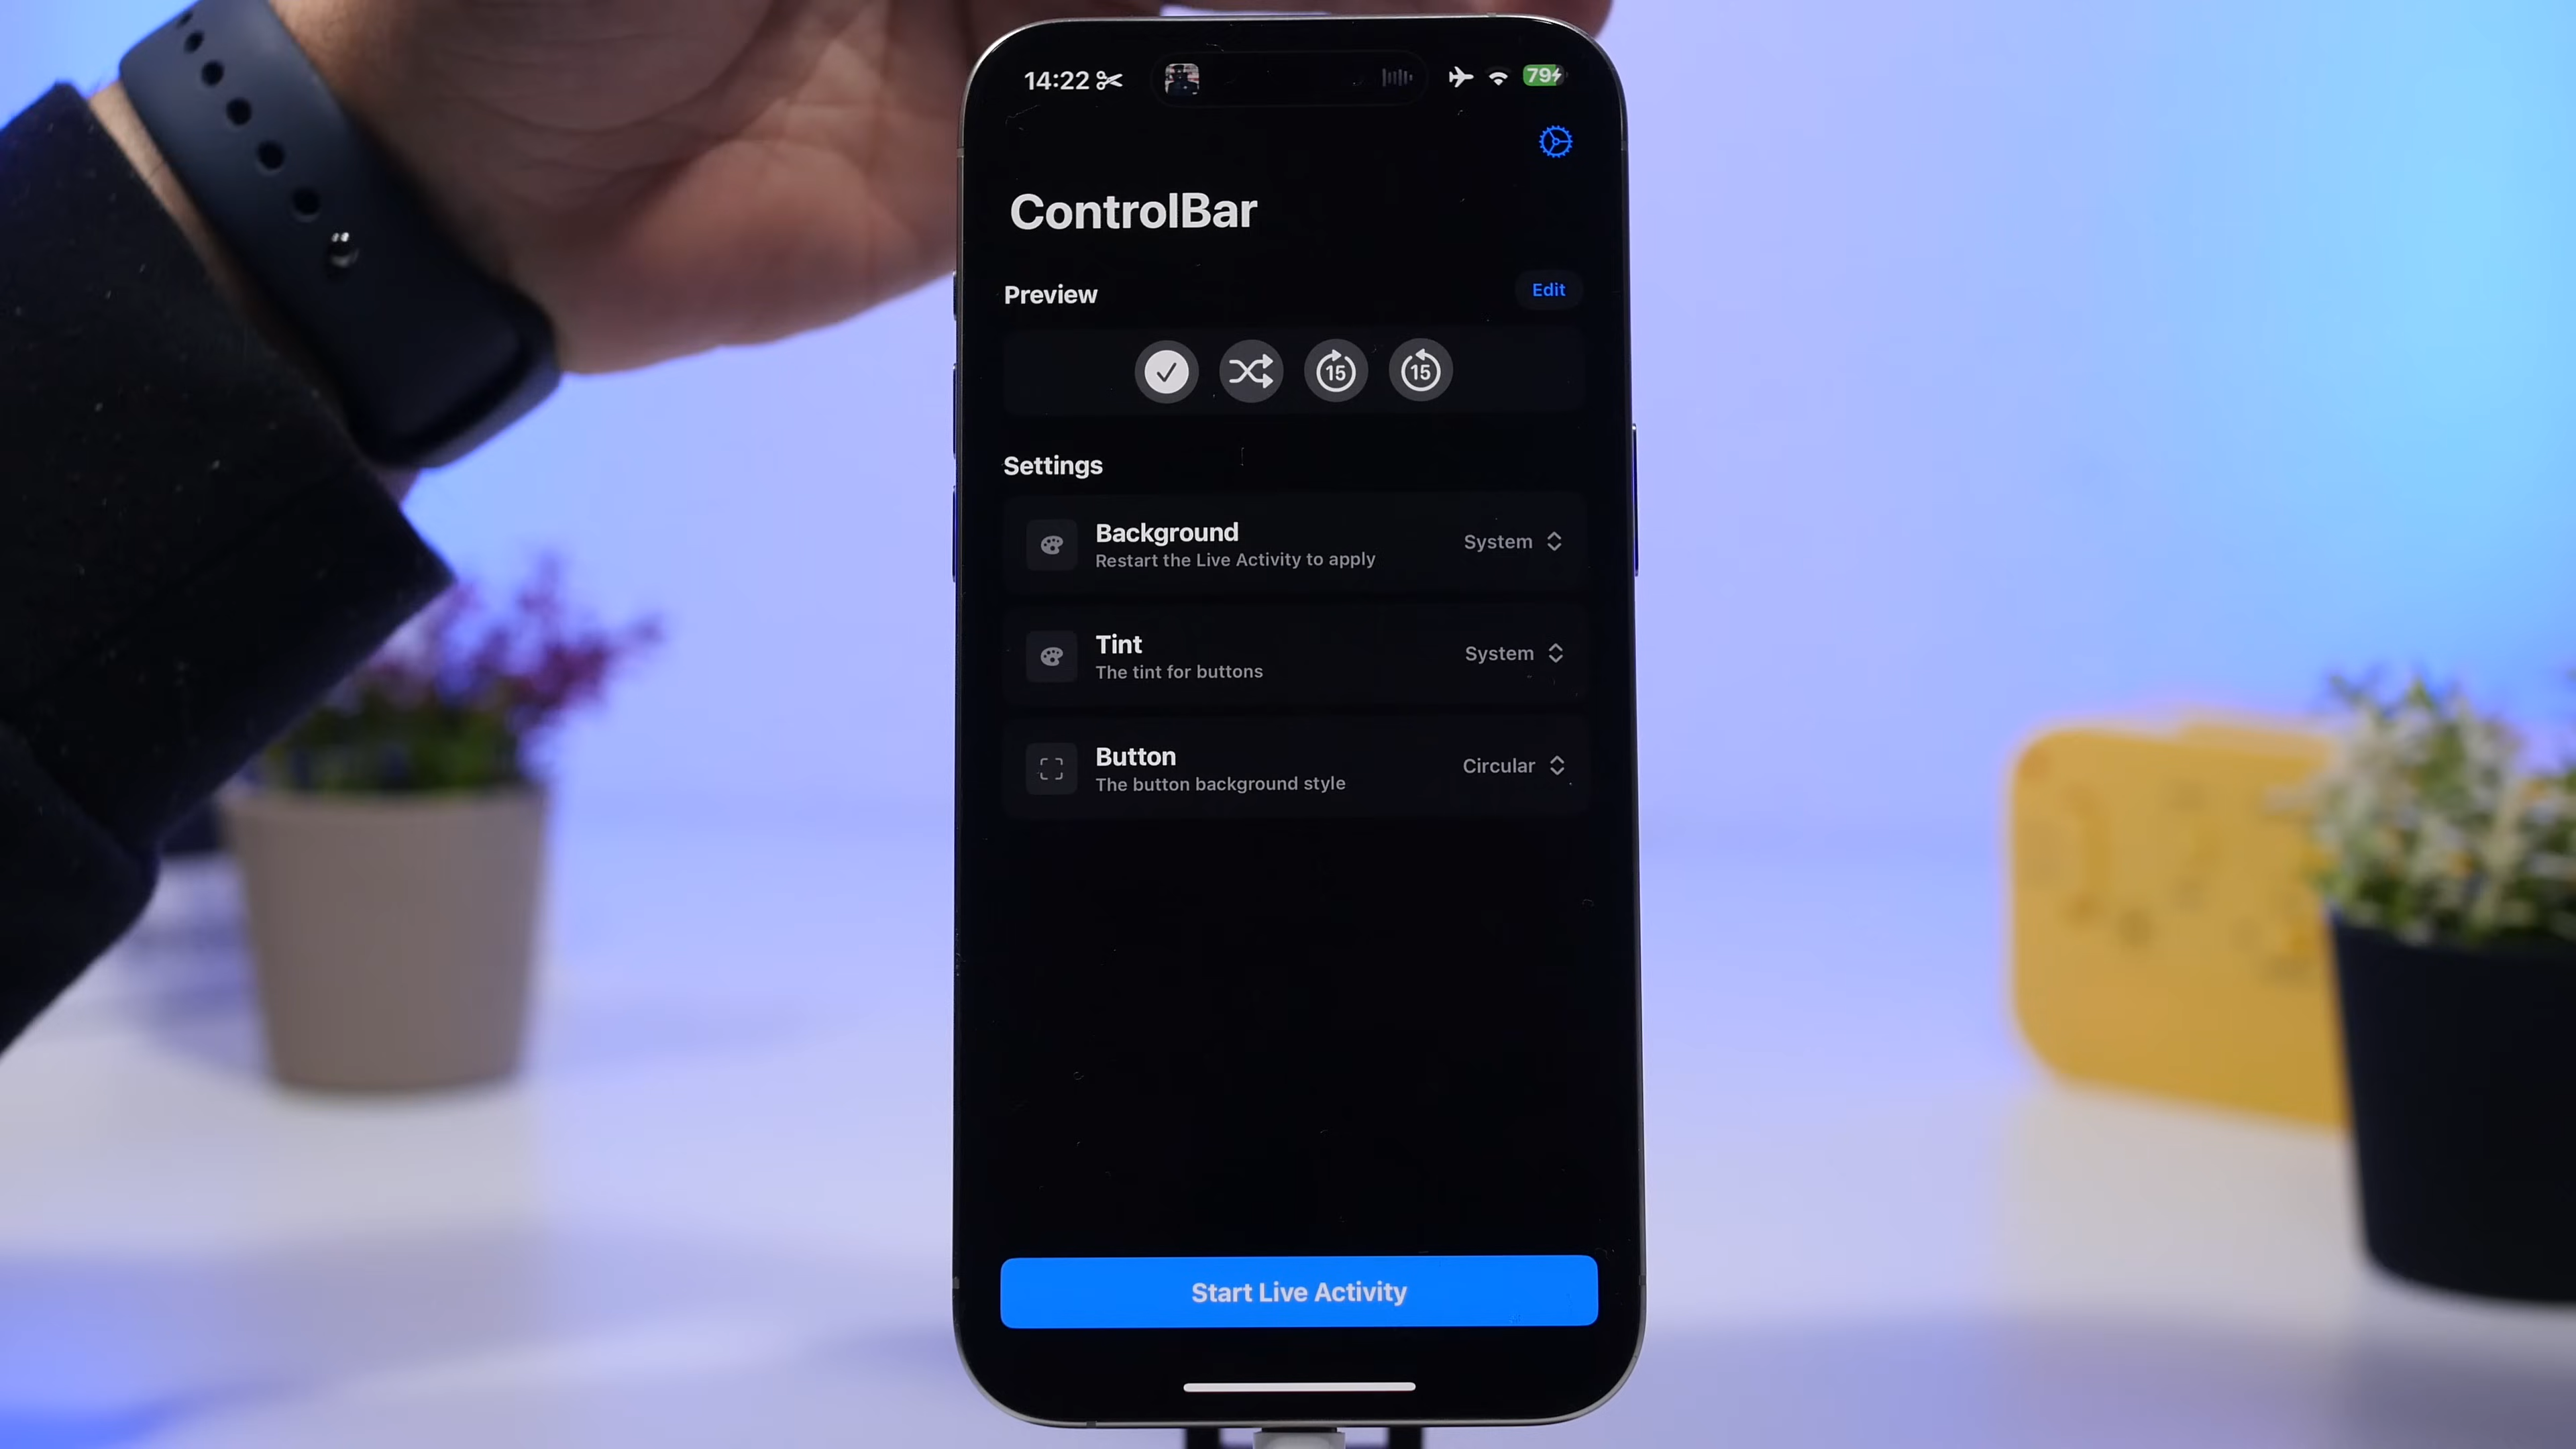 14:22
79
ControlBar
Preview
Edit
15
15
Settings
Background
Restart the Live Activity to apply
System
Tint
The tint for buttons
System
Button
The button background style
Circular
Start Live Activity